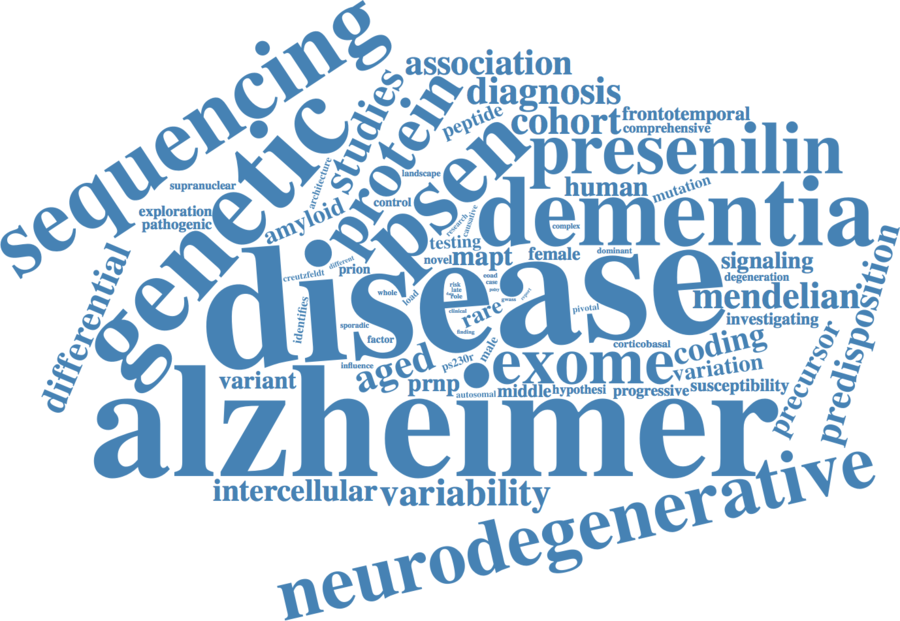 sequencing
association
studies
diagnosis
genetic
protein
peptide
cohort
frontotemporal
comprehensive
psen
presenilin
architecture
landscape
supranuclear
human
mutation
control
dementia
exploration
pathogenic
amyloid
research
causative
complex
testing
novel
mapt
female
dominant
signaling
degeneration
differential
disease
different
creutzfeldt
prion
whole
load
risk
late
Pole
case
rare
clinical
finding
report
pivotal
mendelian
investigating
predisposition
identifies
sporadic
factor
influence
male
corticobasal
coding
variation
precursor
variant
aged
ps230r
exome
prnp
autosomal
middle
hypothesi
progressive
susceptibility
alzheimer
intercellular
variability
neurodegenerative